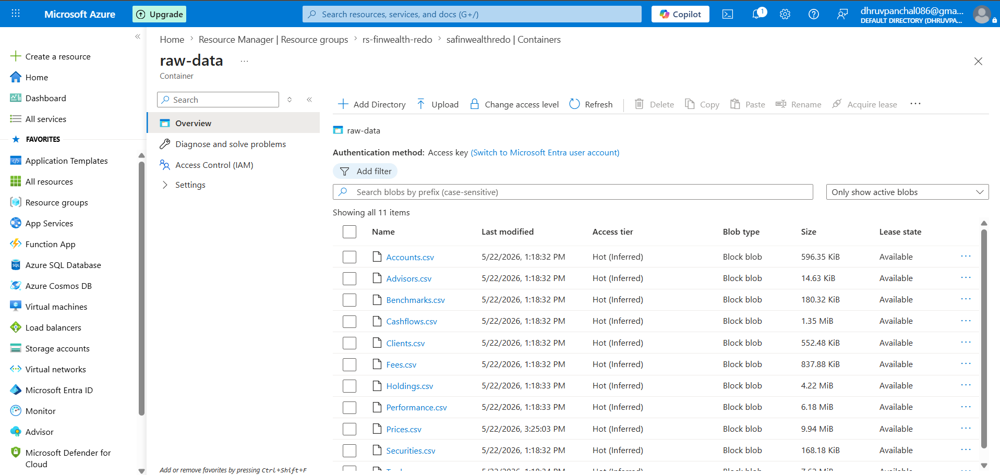 Microsoft Azure
Upgrade
Search resources, services, and docs (G+/)
Copilot
1
dhruvpanchal086@gma...
DEFAULT DIRECTORY (DHRUVPA...
Create a resource
Home
Dashboard
All services
FAVORITES
Application Templates
All resources
Resource groups
App Services
Function App
Azure SQL Database
Azure Cosmos DB
Virtual machines
Load balancers
Storage accounts
Virtual networks
Microsoft Entra ID
Monitor
Advisor
Microsoft Defender for
Cloud
Home > Resource Manager | Resource groups > rs-finwealth-redo > safinwealthredo | Containers
raw-data ...
Container
Search
Overview
Diagnose and solve problems
Access Control (IAM)
Settings
Add or remove favorites by pressing Ctrl+Shift+F
Add Directory Upload Change access level Refresh Delete Copy Paste Rename Acquire lease ...
raw-data
Authentication method: Access key (Switch to Microsoft Entra user account)
Add filter
Search blobs by prefix (case-sensitive)
Only show active blobs
Showing all 11 items
Name Last modified Access tier Blob type Size Lease state
Accounts.csv 5/22/2026, 1:18:32 PM Hot (Inferred) Block blob 596.35 KiB Available ...
Advisors.csv 5/22/2026, 1:18:32 PM Hot (Inferred) Block blob 14.63 KiB Available ...
Benchmarks.csv 5/22/2026, 1:18:32 PM Hot (Inferred) Block blob 180.32 KiB Available ...
Cashflows.csv 5/22/2026, 1:18:32 PM Hot (Inferred) Block blob 1.35 MiB Available ...
Clients.csv 5/22/2026, 1:18:32 PM Hot (Inferred) Block blob 552.48 KiB Available ...
Fees.csv 5/22/2026, 1:18:32 PM Hot (Inferred) Block blob 837.88 KiB Available ...
Holdings.csv 5/22/2026, 1:18:33 PM Hot (Inferred) Block blob 4.22 MiB Available ...
Performance.csv 5/22/2026, 1:18:33 PM Hot (Inferred) Block blob 6.18 MiB Available ...
Prices.csv 5/22/2026, 3:25:03 PM Hot (Inferred) Block blob 9.94 MiB Available ...
Securities.csv 5/22/2026, 1:18:32 PM Hot (Inferred) Block blob 168.18 KiB Available ...